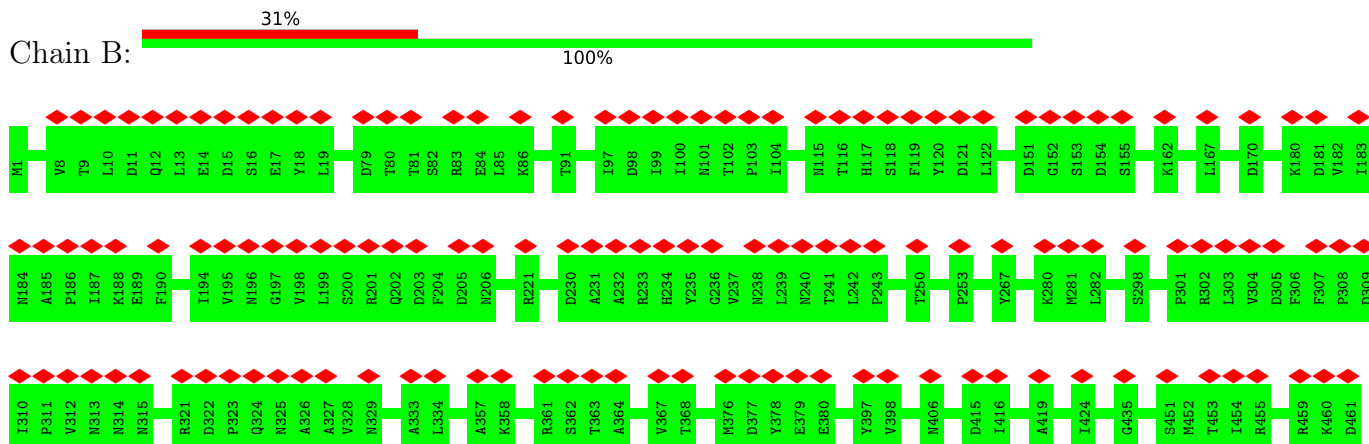 31%
Chain B:
100%
M1 V8 T9 L10 D11 Q12 L13 E14 D15 S16 E17 Y18 L19 D79 T80 T81 S82 R83 E84 L85 K86 T91 I97 D98 I99 I100 N101 T102 P103 I104 N115 T116 H117 S118 F119 Y120 D121 L122 D151 G152 S153 D154 S155 K162 L167 D170 K180 D181 V182 I183
N184 A185 P186 I187 K188 E189 F190 I194 V195 N196 G197 V198 L199 S200 R201 Q202 D203 F204 D205 N206 R221 D230 A231 A232 R233 H234 Y235 G236 V237 N238 L239 N240 T241 L242 P243 T250 P253 Y267 K280 M281 L282 S298 P301 R302 L303 V304 D305 F306 F307 P308 D309
I310 P311 V312 N313 N314 N315 R321 D322 P323 Q324 N325 A326 A327 V328 N329 A333 L334 A357 K358 R361 S362 T363 A364 V367 T368 M376 D377 Y378 E379 E380 Y397 V398 N406 D415 I416 A419 I424 G435 S451 M452 T453 I454 R455 R459 K460 D461